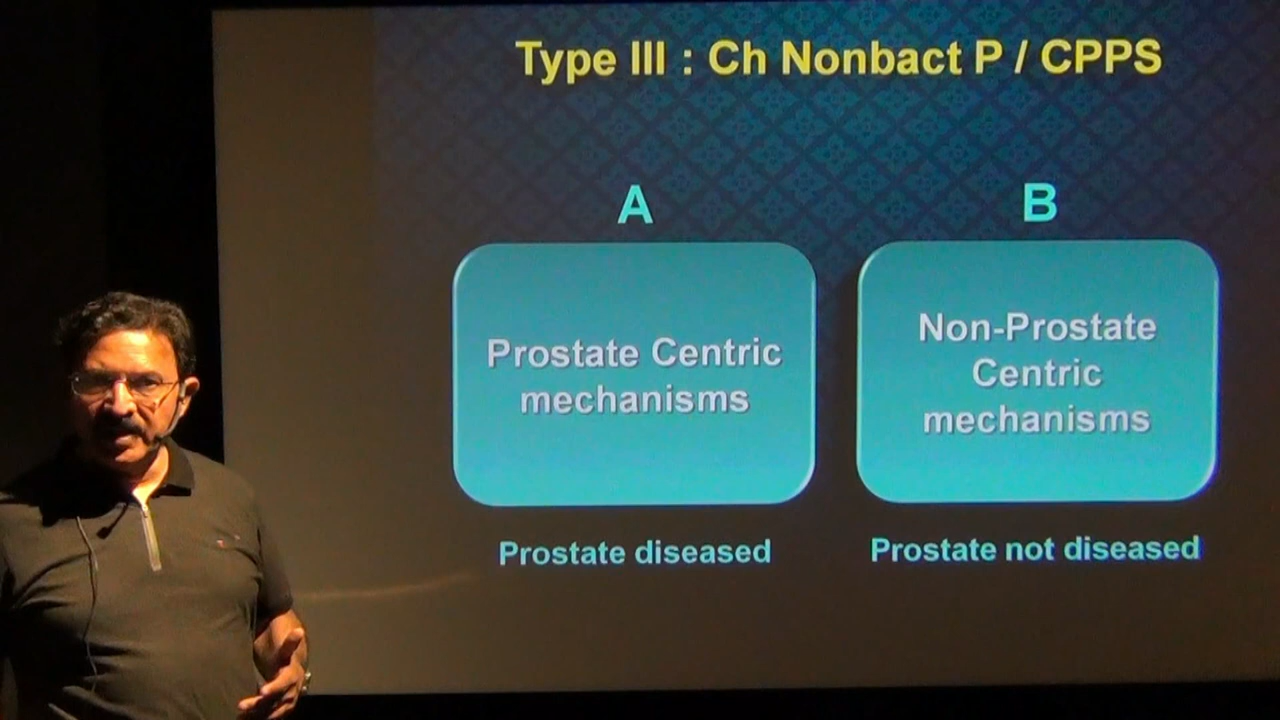 Type III : Ch Nonbact P / CPPS
A
Prostate Centric
mechanisms
Prostate diseased
B
Non-Prostate
Centric
mechanisms
Prostate not diseased